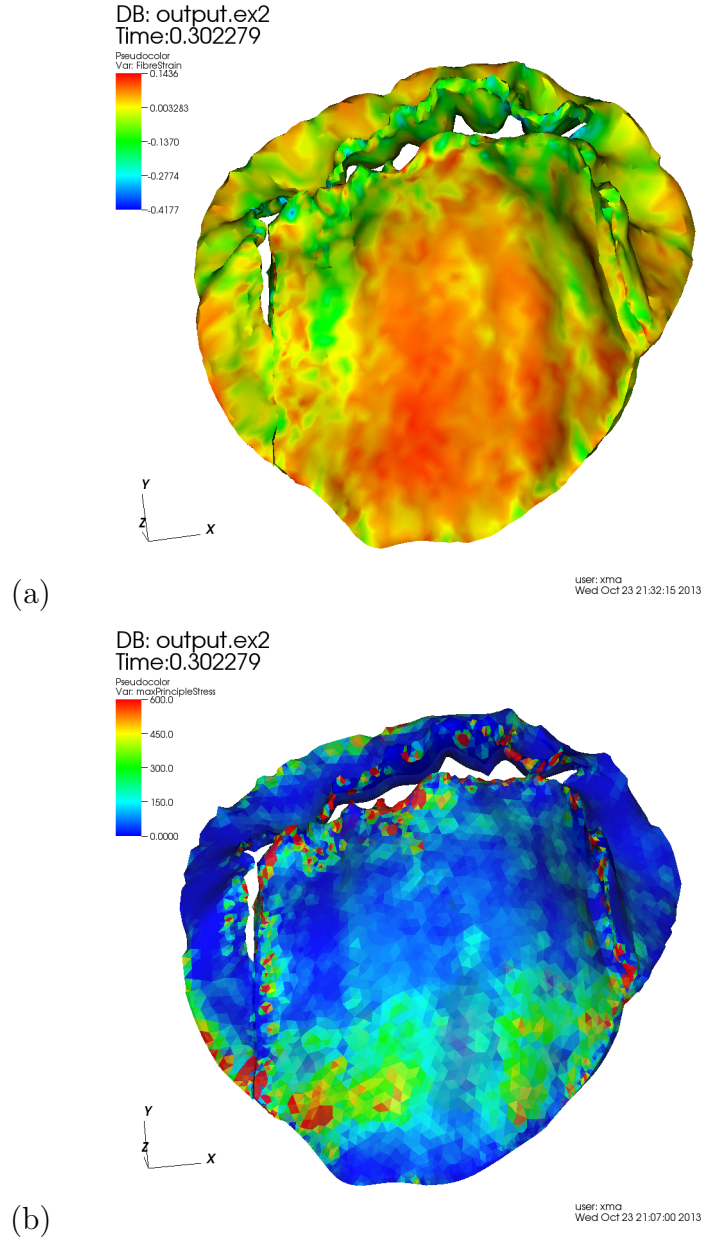 DB: output.ex2
Time:0.302279
Pseudocolor
Var: FibreStrain
0.1436
0.003283
-0.1370
-0.2774
-0.4177
Y
Z
X
user: xma
Wed Oct 23 21:32:15 2013
(a)
DB: output.ex2
Time:0.302279
Pseudocolor
Var: maxPrincipleStress
600.0
450.0
300.0
150.0
0.0000
Y
Z
X
user: xma
Wed Oct 23 21:07:00 2013
(b)